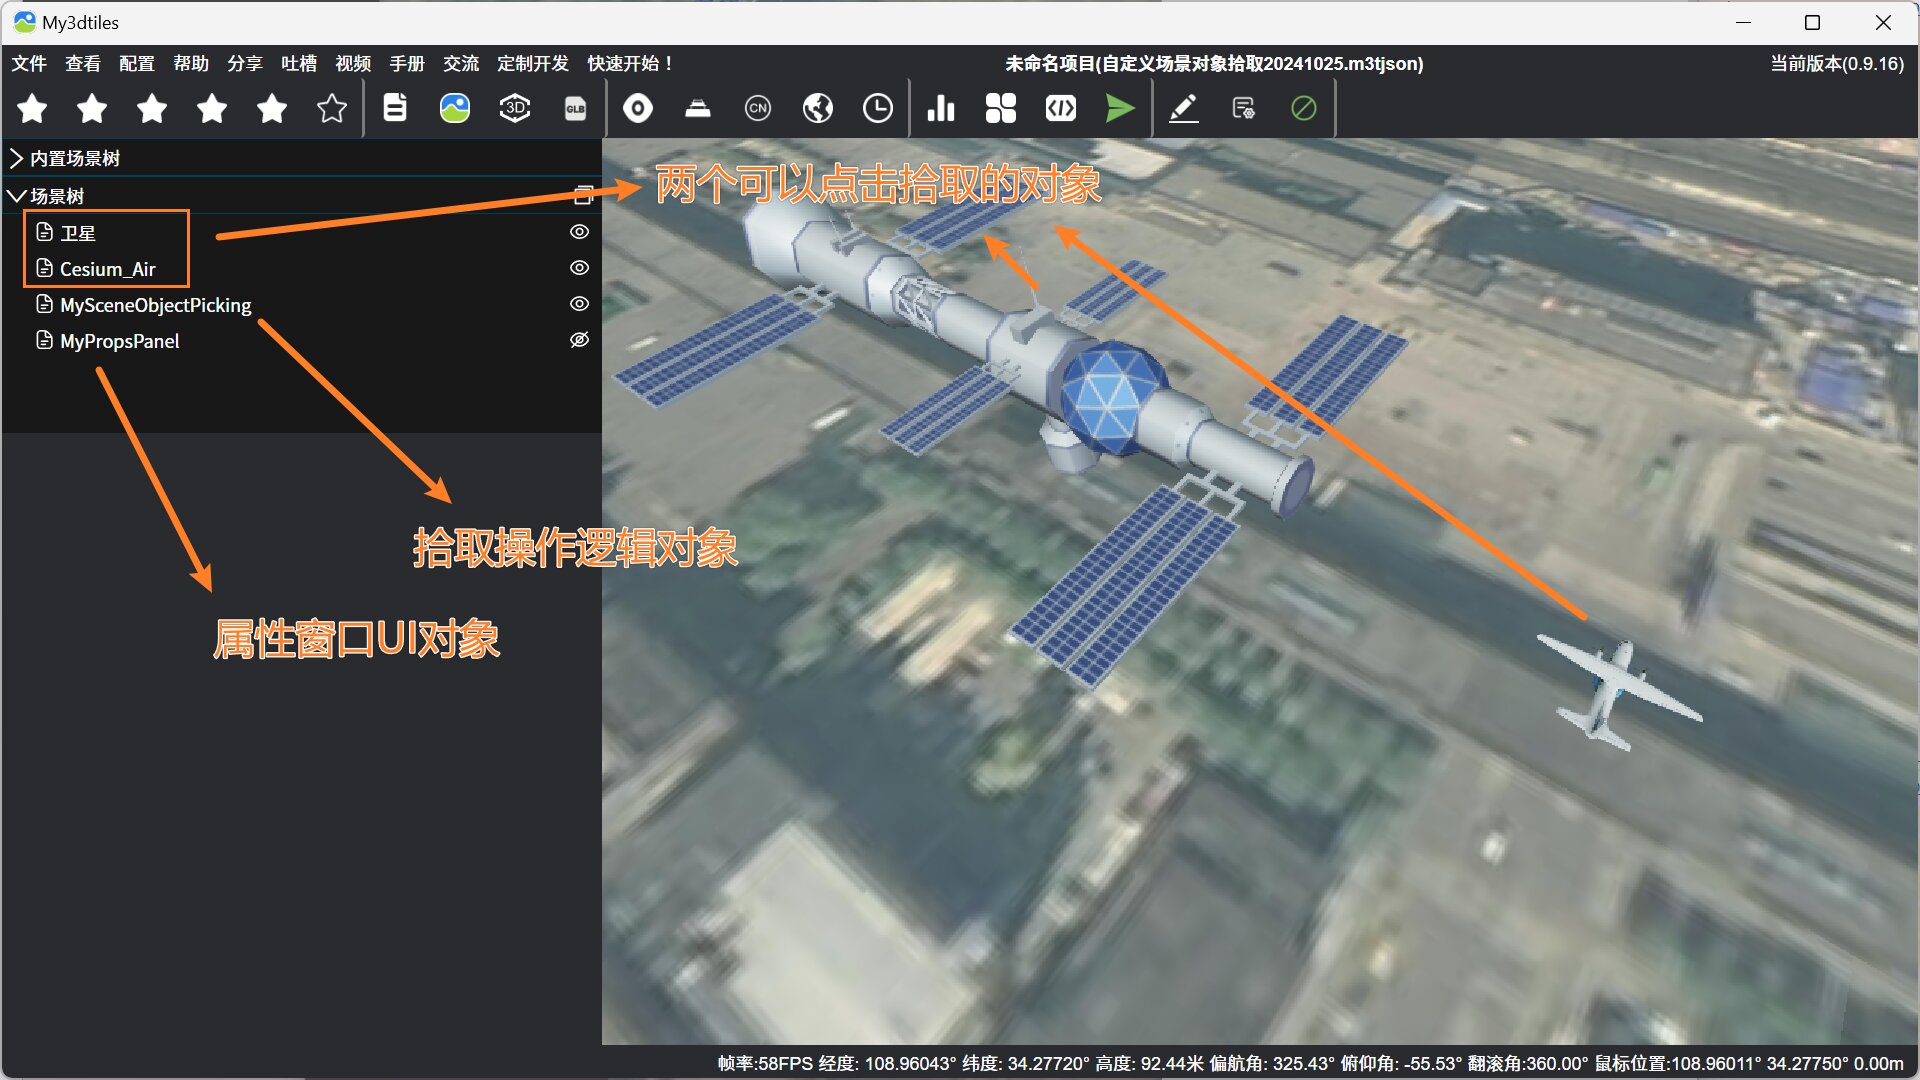 My3dtiles
文件 查看 配置 帮助 分享 吐槽 视频 手册 交流 定制开发 快速开始！
未命名项目(自定义场景对象拾取20241025.m3tjson)
当前版本(0.9.16)
3D
GLB
CN
内置场景树
场景树
两个可以点击拾取的对象
卫星
Cesium_Air
MySceneObjectPicking
MyPropsPanel
拾取操作逻辑对象
属性窗口UI对象
帧率:58FPS 经度: 108.96043° 纬度: 34.27720° 高度: 92.44米 偏航角: 325.43° 俯仰角: -55.53° 翻滚角:360.00° 鼠标位置:108.96011° 34.27750° 0.00m